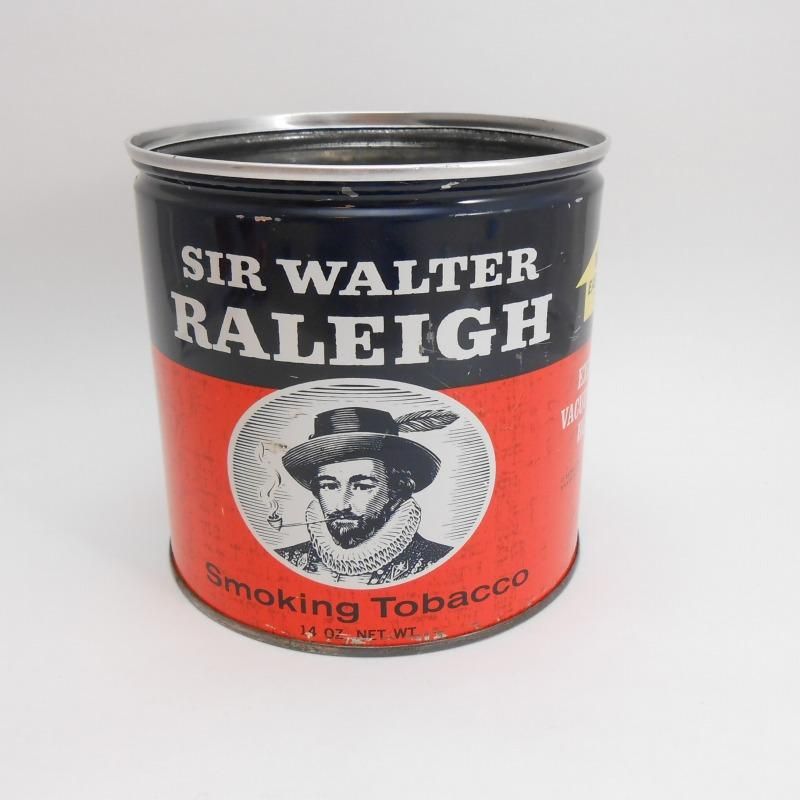 SIR WALTER
RALEIGH
Smoking Tobacco
14 OZ. NET WT.